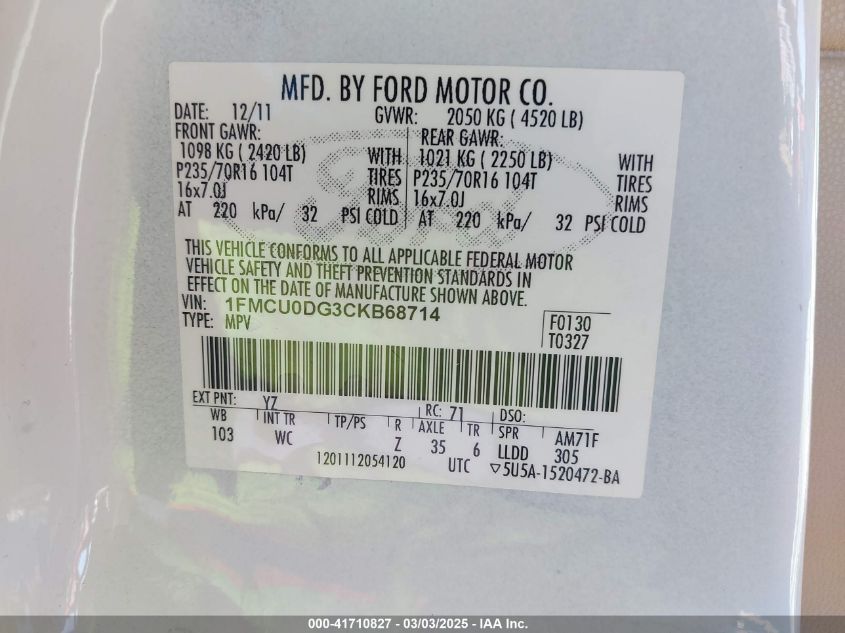 MFD. BY FORD MOTOR CO.
DATE: 12/11 GVWR: 2050 KG ( 4520 LB)
FRONT GAWR: REAR GAWR:
1098 KG ( 2420 LB) WITH 1021 KG ( 2250 LB) WITH
P235/70R16 104T TIRES P235/70R16 104T TIRES
16x7.0J RIMS 16x7.0J RIMS
AT 220 kPa/ 32 PSI COLD AT 220 kPa/ 32 PSI COLD
THIS VEHICLE CONFORMS TO ALL APPLICABLE FEDERAL MOTOR
VEHICLE SAFETY AND THEFT PREVENTION STANDARDS IN
EFFECT ON THE DATE OF MANUFACTURE SHOWN ABOVE.
VIN: 1FMCU0DG3CKB68714
TYPE: MPV
F0130
T0327
EXT PNT: YZ RC: 71 DSO:
WB INT TR TP/PS R AXLE TR SPR AM71F
103 WC Z 35 6 LLDD 305
1201112054120 UTC ▽5U5A-1520472-BA
000-41710827 - 03/03/2025 - IAA Inc.